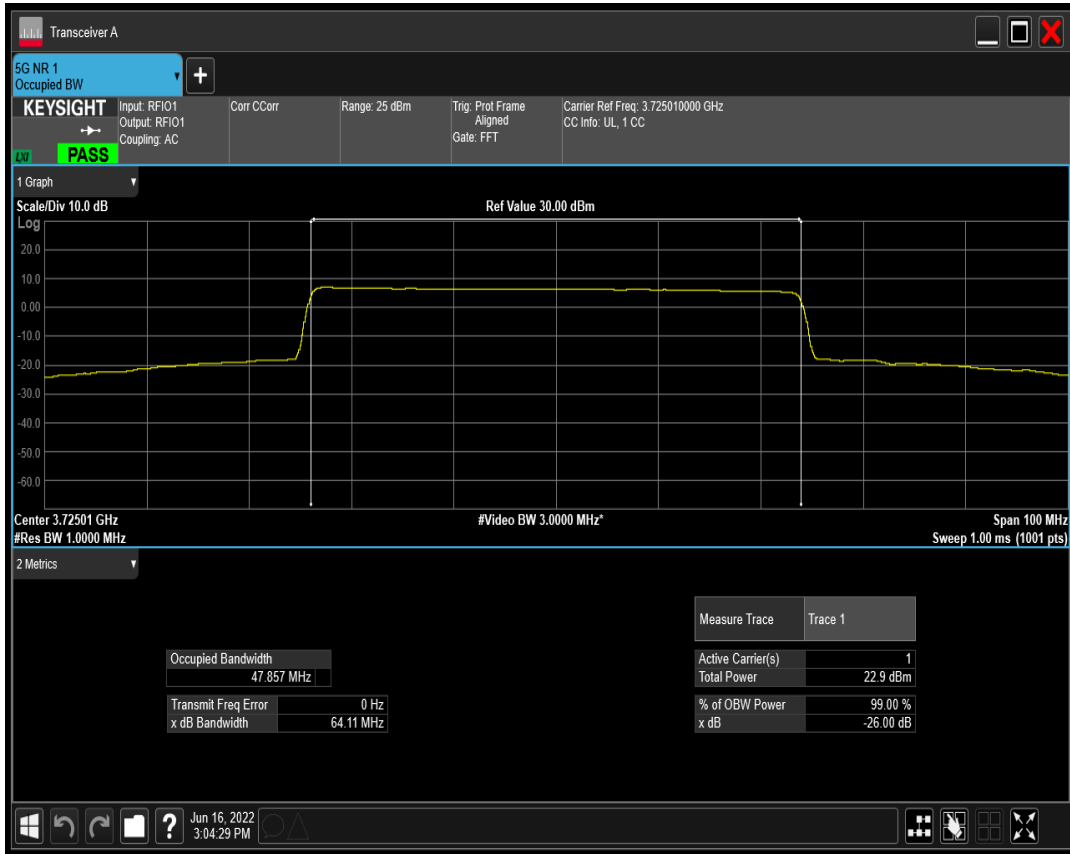 Transceiver A
5G NR 1
Occupied BW
+
KEYSIGHT
LXI
PASS
Input: RFIO1
Output: RFIO1
Coupling: AC
Corr CCorr
Range: 25 dBm
Trig: Prot Frame
Aligned
Gate: FFT
Carrier Ref Freq: 3.725010000 GHz
CC Info: UL, 1 CC
1 Graph
Scale/Div 10.0 dB
Ref Value 30.00 dBm
Log
20.0
10.0
0.00
-10.0
-20.0
-30.0
-40.0
-50.0
-60.0
Center 3.72501 GHz
#Video BW 3.0000 MHz*
Span 100 MHz
#Res BW 1.0000 MHz
Sweep 1.00 ms (1001 pts)
2 Metrics
Measure Trace Trace 1
Occupied Bandwidth
47.857 MHz
Active Carrier(s) 1
Total Power 22.9 dBm
Transmit Freq Error 0 Hz
x dB Bandwidth 64.11 MHz
% of OBW Power 99.00 %
x dB -26.00 dB
?
Jun 16, 2022
3:04:29 PM